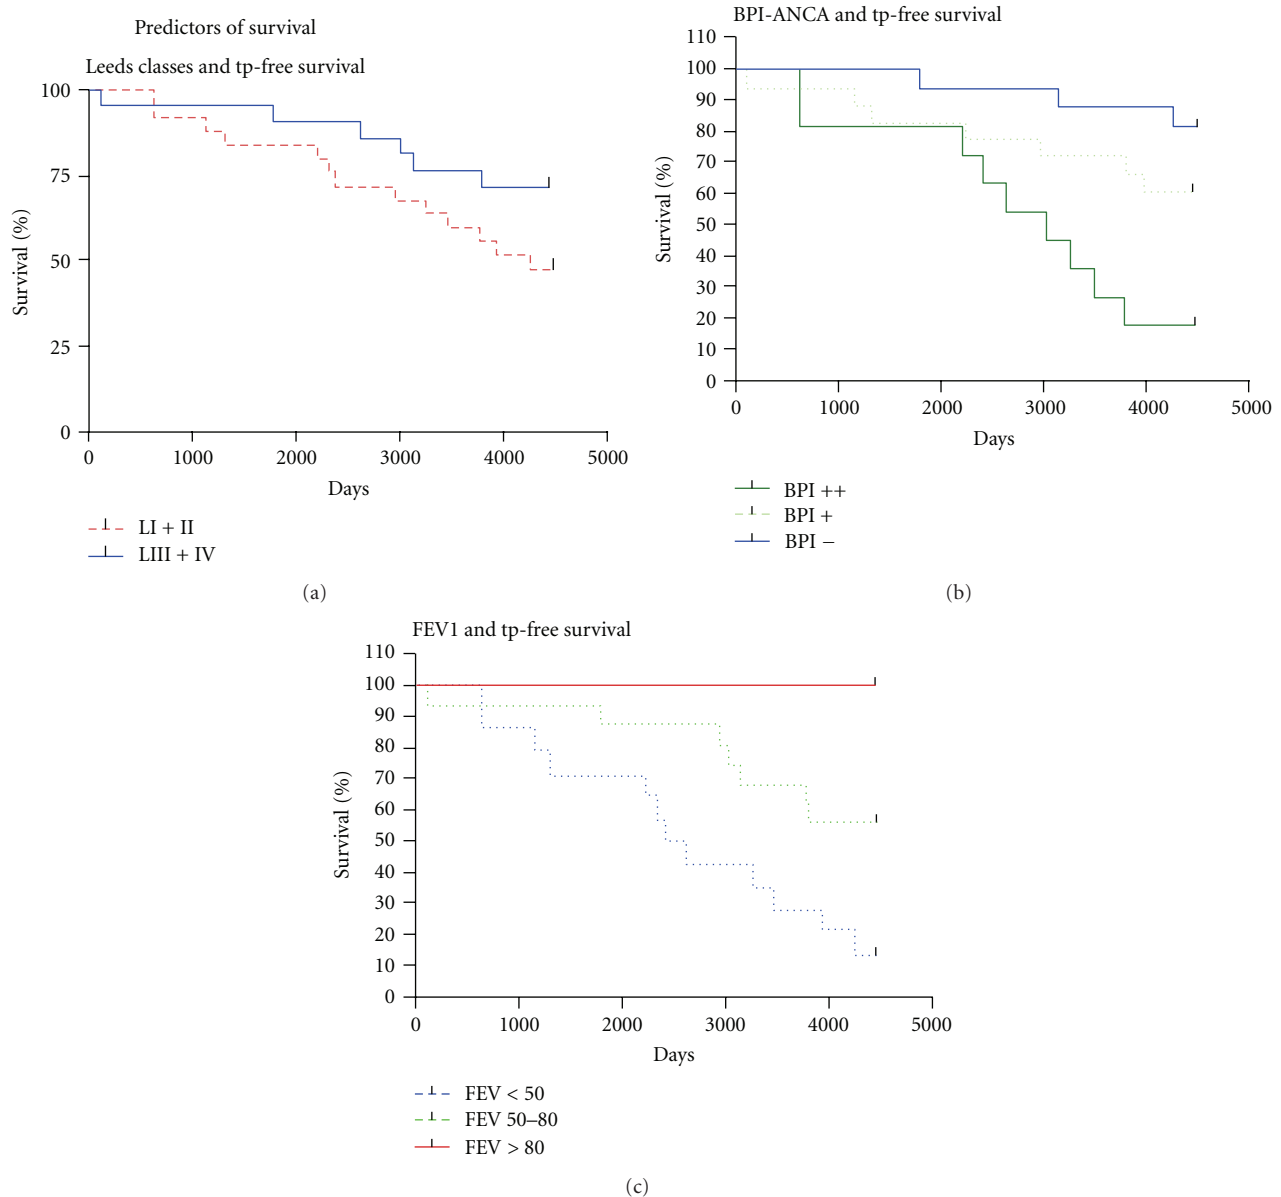 Predictors of survival
Leeds classes and tp-free survival
100
75
50
25
0
Survival (%)
0 1000 2000 3000 4000 5000
Days
LI + II
LIII + IV
(a)
BPI-ANCA and tp-free survival
110
100
90
80
70
60
50
40
30
20
10
0
Survival (%)
0 1000 2000 3000 4000 5000
Days
BPI ++
BPI +
BPI −
(b)
FEV1 and tp-free survival
110
100
90
80
70
60
50
40
30
20
10
0
Survival (%)
0 1000 2000 3000 4000 5000
Days
FEV < 50
FEV 50–80
FEV > 80
(c)